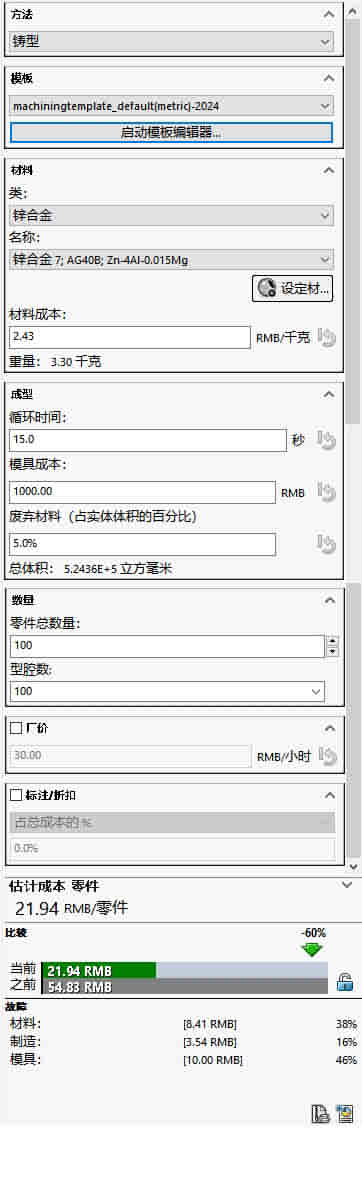 方法
铸型
模板
machiningtemplate_default(metric)-2024
启动模板编辑器...
材料
类：
锌合金
名称：
锌合金 7; AG40B; Zn-4Al-0.015Mg
设定材...
材料成本：
2.43 RMB/千克
重量： 3.30 千克
成型
循环时间：
15.0 秒
模具成本：
1000.00 RMB
废弃材料（占实体体积的百分比）
5.0%
总体积： 5.2436E+5 立方毫米
数量
零件总数量：
100
型腔数：
100
厂价
30.00 RMB/小时
标注/折扣
占总成本的 %
0.0%
估计成本 零件
21.94 RMB/零件
比较 -60%
当前 21.94 RMB
之前 54.83 RMB
故障
材料： [8.41 RMB] 38%
制造： [3.54 RMB] 16%
模具： [10.00 RMB] 46%